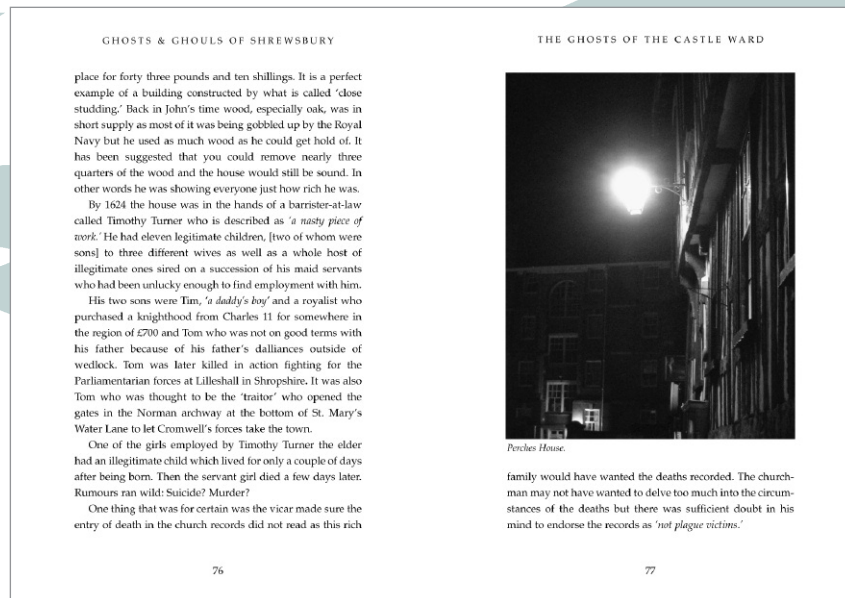 GHOSTS & GHOULS OF SHREWSBURY
place for forty three pounds and ten shillings. It is a perfect
example of a building constructed by what is called ‘close
studding.’ Back in John’s time wood, especially oak, was in
short supply as most of it was being gobbled up by the Royal
Navy but he used as much wood as he could get hold of. It
has been suggested that you could remove nearly three
quarters of the wood and the house would still be sound. In
other words he was showing everyone just how rich he was.
By 1624 the house was in the hands of a barrister-at-law
called Timothy Turner who is described as ‘a nasty piece of
work.’ He had eleven legitimate children, [two of whom were
sons] to three different wives as well as a whole host of
illegitimate ones sired on a succession of his maid servants
who had been unlucky enough to find employment with him.
His two sons were Tim, ‘a daddy’s boy’ and a royalist who
purchased a knighthood from Charles 11 for somewhere in
the region of £700 and Tom who was not on good terms with
his father because of his father’s dalliances outside of
wedlock. Tom was later killed in action fighting for the
Parliamentarian forces at Lilleshall in Shropshire. It was also
Tom who was thought to be the ‘traitor’ who opened the
gates in the Norman archway at the bottom of St. Mary’s
Water Lane to let Cromwell’s forces take the town.
One of the girls employed by Timothy Turner the elder
had an illegitimate child which lived for only a couple of days
after being born. Then the servant girl died a few days later.
Rumours ran wild: Suicide? Murder?
One thing that was for certain was the vicar made sure the
entry of death in the church records did not read as this rich
76
THE GHOSTS OF THE CASTLE WARD
Perches House.
family would have wanted the deaths recorded. The church-
man may not have wanted to delve too much into the circum-
stances of the deaths but there was sufficient doubt in his
mind to endorse the records as ‘not plague victims.’
77